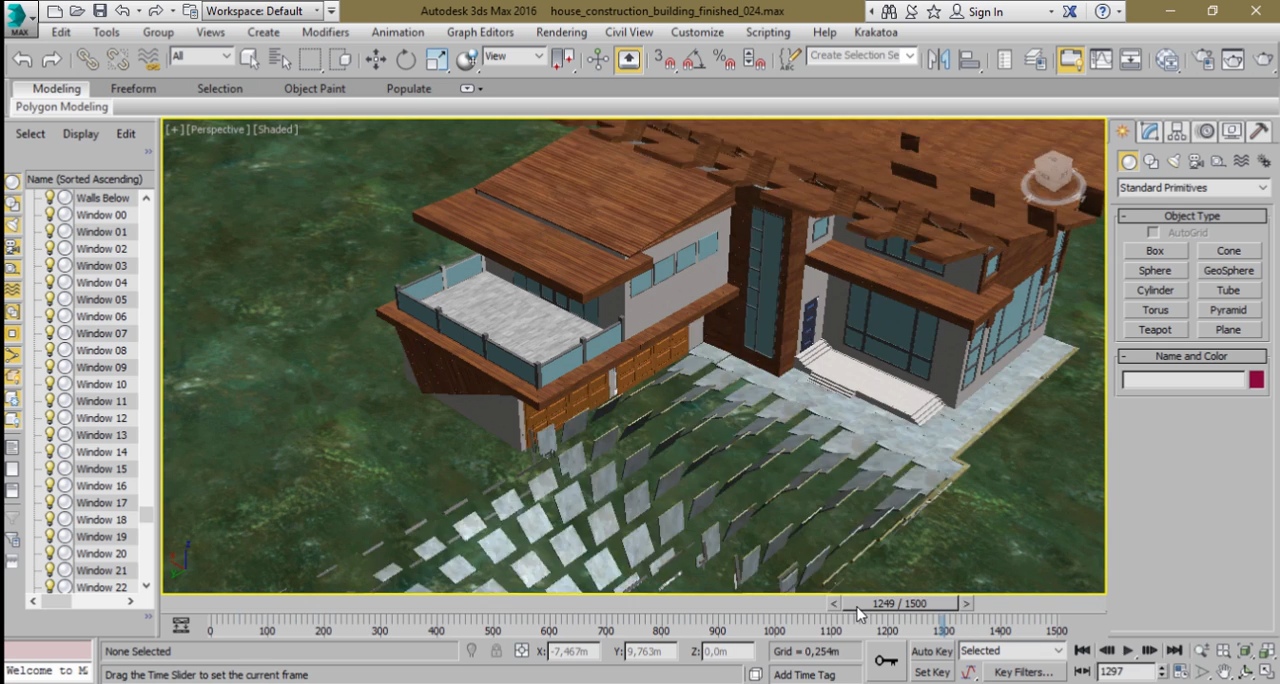 Workspace: Default
Autodesk 3ds Max 2016 house_construction_building_finished_024.max
Sign In
MAX
Edit Tools Group Views Create Modifiers Animation Graph Editors Rendering Civil View Customize Scripting Help Krakatoa
All
View
3
Create Selection Se
Modeling Freeform Selection Object Paint Populate
Polygon Modeling
Select Display Edit
Name (Sorted Ascending)
Walls Below
Window 00
Window 01
Window 02
Window 03
Window 04
Window 05
Window 06
Window 07
Window 08
Window 09
Window 10
Window 11
Window 12
Window 13
Window 14
Window 15
Window 16
Window 17
Window 18
Window 19
Window 20
Window 21
Window 22
[+] [Perspective] [Shaded]
Standard Primitives
Object Type
AutoGrid
Box Cone
Sphere GeoSphere
Cylinder Tube
Torus Pyramid
Teapot Plane
Name and Color
1249 / 1500
0 100 200 300 400 500 600 700 800 900 1000 1100 1200 1300 1400 1500
None Selected X: -7,467m Y: 9,763m Z: 0,0m Grid = 0,254m Auto Key Selected
Welcome to M Drag the Time Slider to set the current frame Add Time Tag Set Key Key Filters... 1297